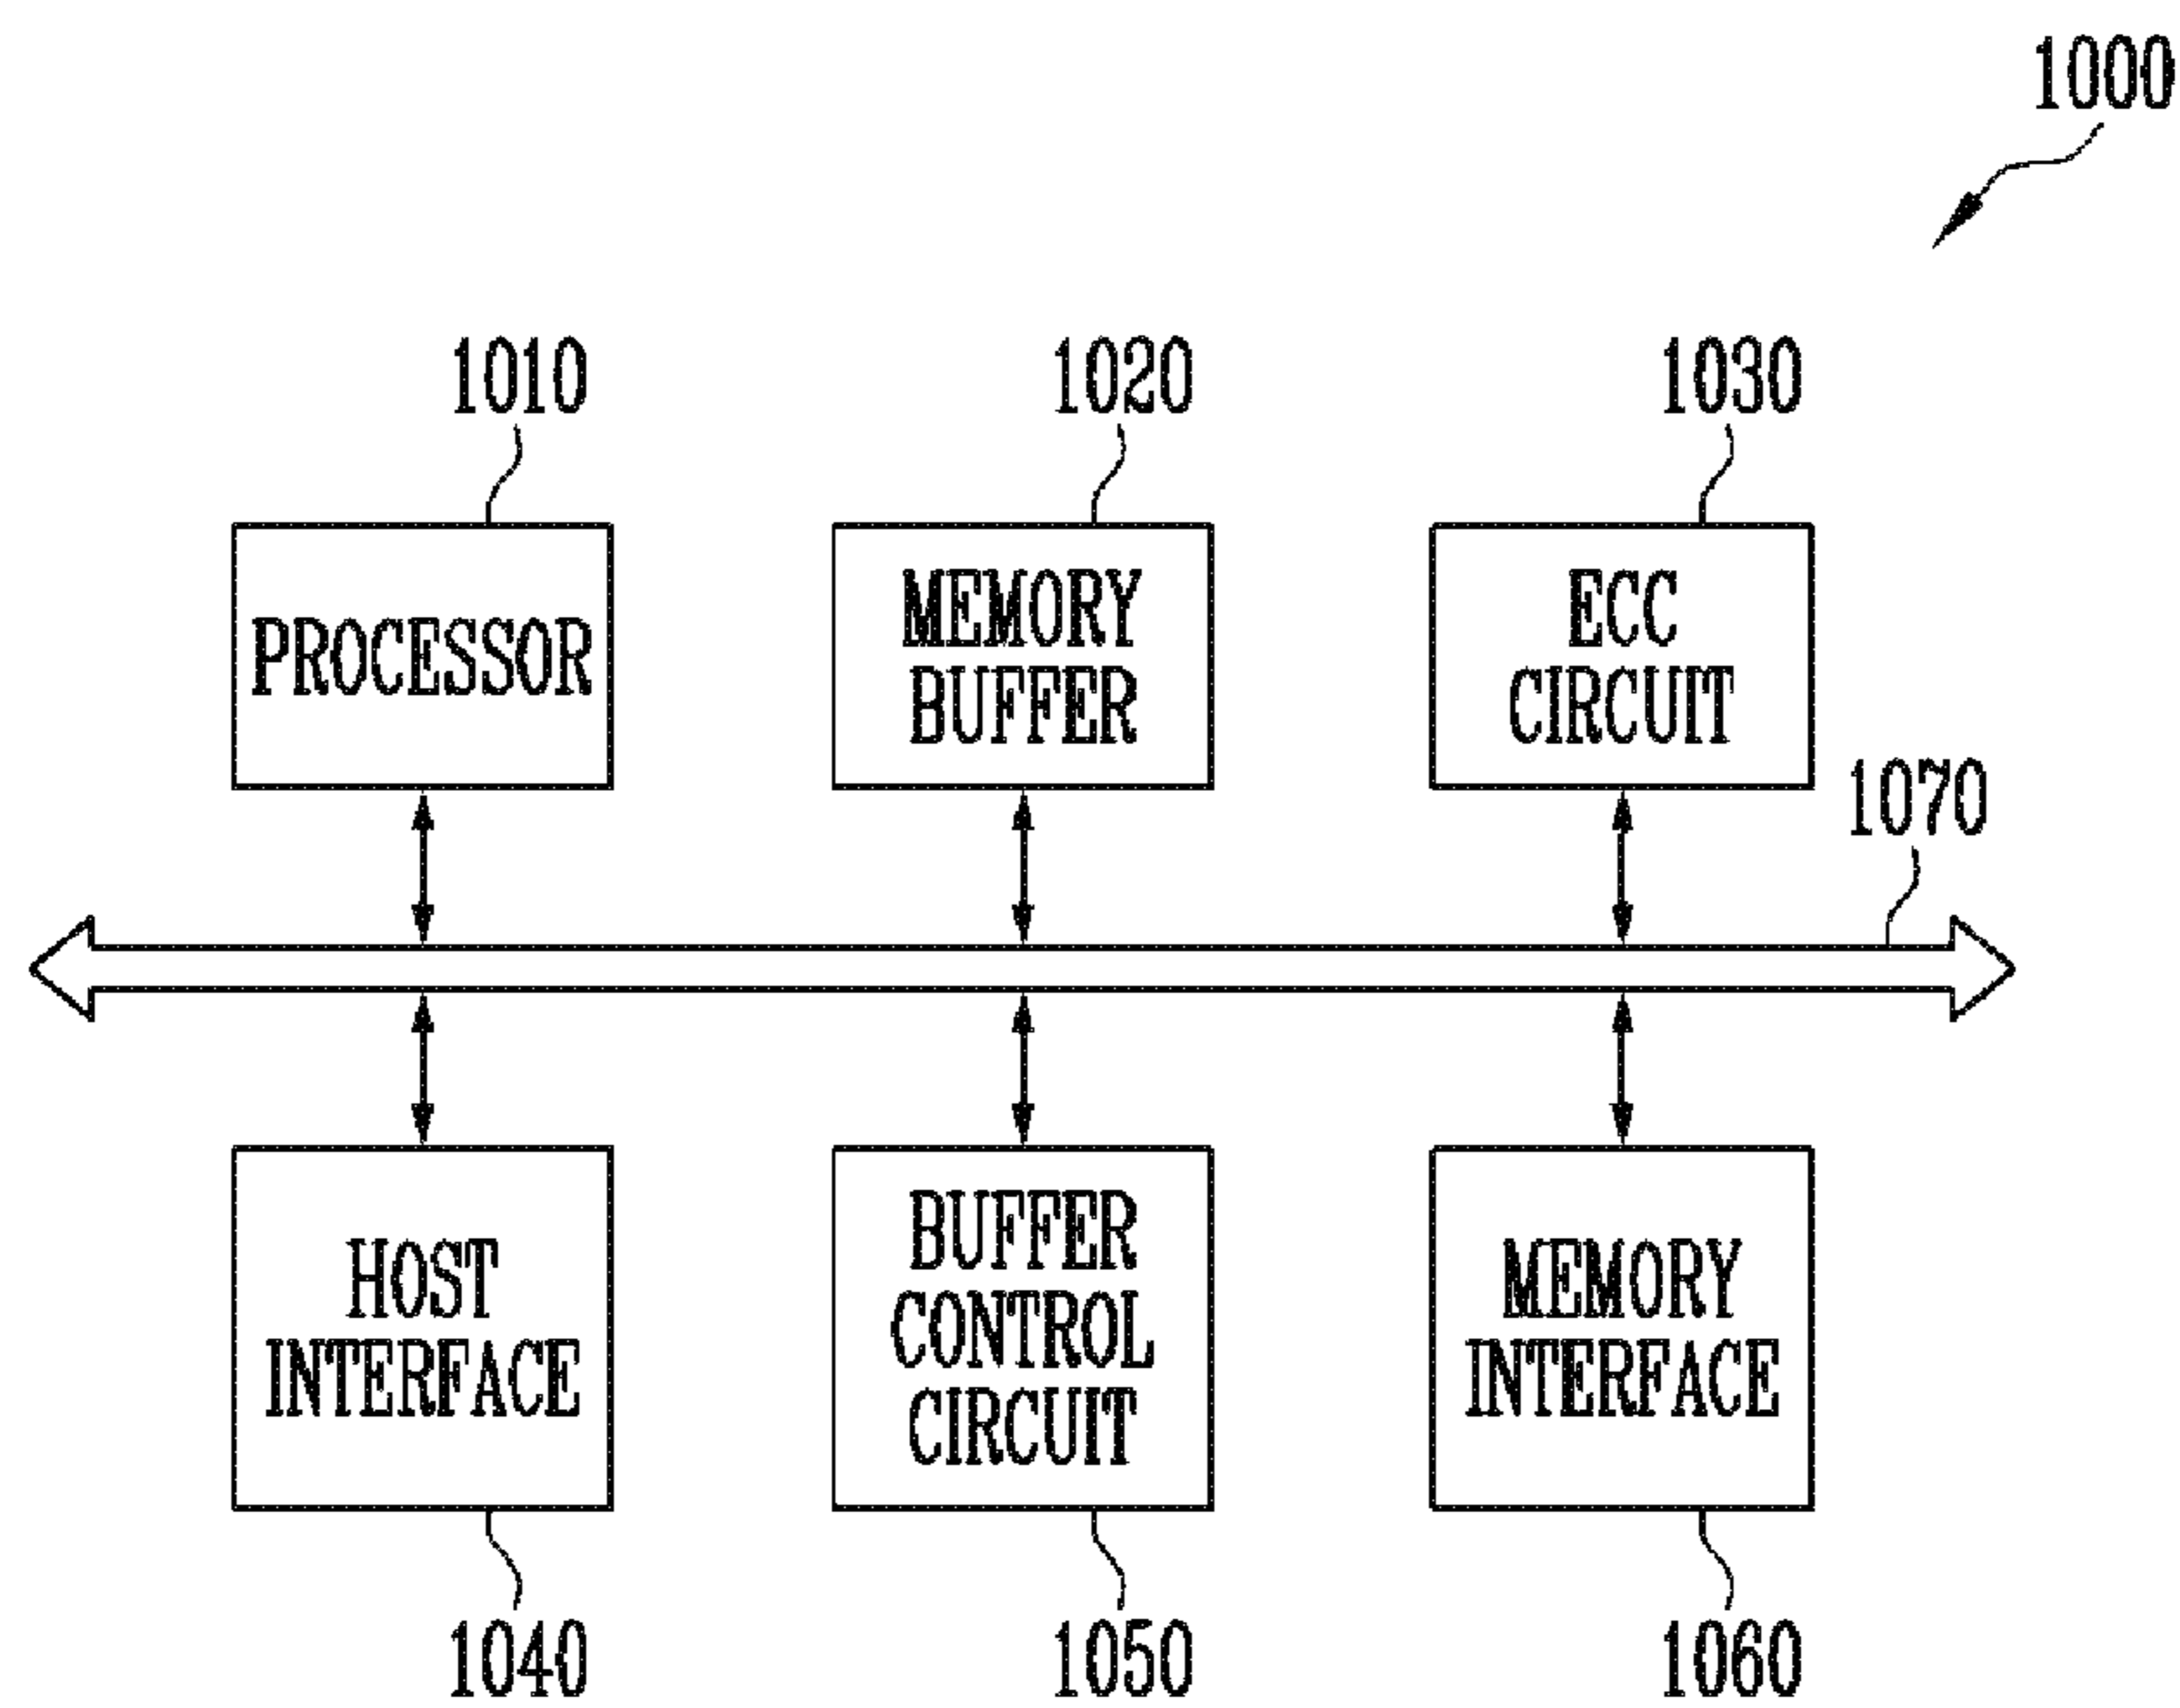 1000
1010
1020
1030
PROCESSOR
MEMORY
BUFFER
ECC
CIRCUIT
1070
HOST
INTERFACE
BUFFER
CONTROL
CIRCUIT
MEMORY
INTERFACE
1040
1050
1060